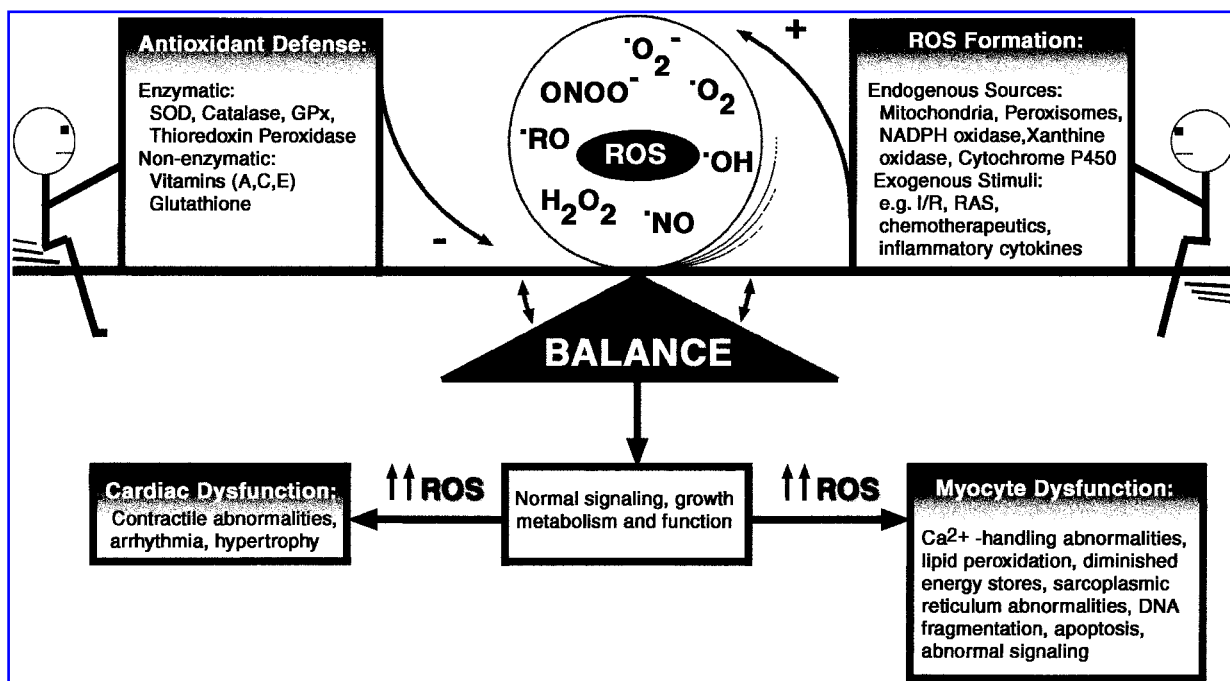 Antioxidant Defense:
Enzymatic:
SOD, Catalase, GPx,
Thioredoxin Peroxidase
Non-enzymatic:
Vitamins (A,C,E)
Glutathione
-
·O2-
ONOO-
·O2
·RO
ROS
·OH
H2O2
·NO
+
ROS Formation:
Endogenous Sources:
Mitochondria, Peroxisomes,
NADPH oxidase,Xanthine
oxidase, Cytochrome P450
Exogenous Stimuli:
e.g. I/R, RAS,
chemotherapeutics,
inflammatory cytokines
BALANCE
Cardiac Dysfunction:
Contractile abnormalities,
arrhythmia, hypertrophy
↑↑ROS
Normal signaling, growth
metabolism and function
↑↑ROS
Myocyte Dysfunction:
Ca2+ -handling abnormalities,
lipid peroxidation, diminished
energy stores, sarcoplasmic
reticulum abnormalities, DNA
fragmentation, apoptosis,
abnormal signaling